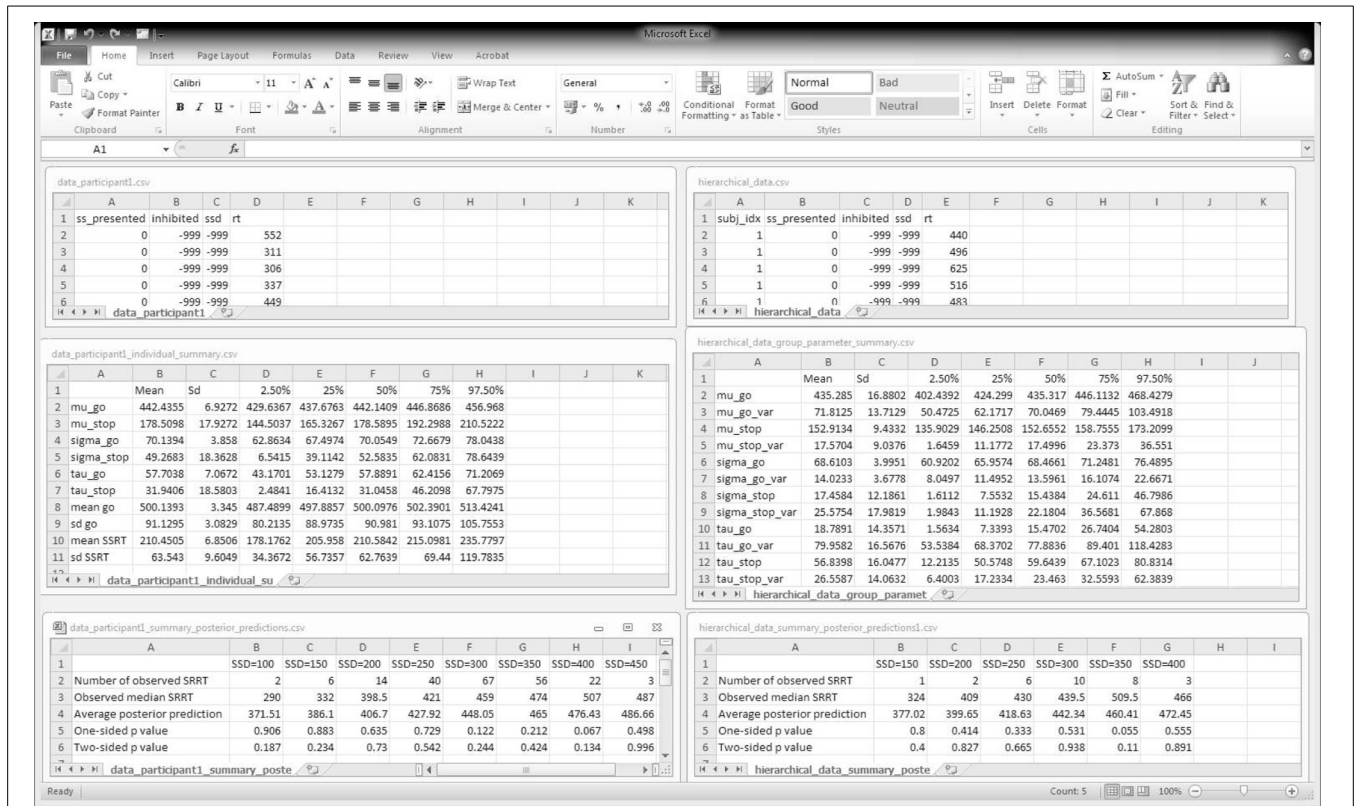 Microsoft Excel
File Home Insert Page Layout Formulas Data Review View Acrobat
Paste Cut Copy Format Painter Calibri 11 A A Wrap Text General Normal Bad Insert Delete Format Σ AutoSum Fill Clear Sort & Filter Find & Select
B I U A Merge & Center % , Conditional Formatting Format as Table Good Neutral
Clipboard Font Alignment Number Styles Cells Editing
A1 fx
data_participant1.csv
A B C D E F G H I J K
1 ss_presented inhibited ssd rt
2 0 -999 -999 552
3 0 -999 -999 311
4 0 -999 -999 306
5 0 -999 -999 337
6 0 -999 -999 449
data_participant1
hierarchical_data.csv
A B C D E F G H I J K
1 subj_idx ss_presented inhibited ssd rt
2 1 0 -999 -999 440
3 1 0 -999 -999 496
4 1 0 -999 -999 625
5 1 0 -999 -999 516
6 1 0 -999 -999 483
hierarchical_data
data_participant1_individual_summary.csv
A B C D E F G H I J K
1 Mean Sd 2.50% 25% 50% 75% 97.50%
2 mu_go 442.4355 6.9272 429.6367 437.6763 442.1409 446.8686 456.968
3 mu_stop 178.5098 17.9272 144.5037 165.3267 178.5895 192.2988 210.5222
4 sigma_go 70.1394 3.858 62.8634 67.4974 70.0549 72.6679 78.0438
5 sigma_stop 49.2683 18.3628 6.5415 39.1142 52.5835 62.0831 78.6439
6 tau_go 57.7038 7.0672 43.1701 53.1279 57.8891 62.4156 71.2069
7 tau_stop 31.9406 18.5803 2.4841 16.4132 31.0458 46.2098 67.7975
8 mean go 500.1393 3.345 487.4899 497.8857 500.0976 502.3901 513.4241
9 sd go 91.1295 3.0829 80.2135 88.9735 90.981 93.1075 105.7553
10 mean SSRT 210.4505 6.8506 178.1762 205.958 210.5842 215.0981 235.7797
11 sd SSRT 63.543 9.6049 34.3672 56.7357 62.7639 69.44 119.7835
data_participant1_individual_su
hierarchical_data_group_parameter_summary.csv
A B C D E F G H I J
1 Mean Sd 2.50% 25% 50% 75% 97.50%
2 mu_go 435.285 16.8802 402.4392 424.299 435.317 446.1132 468.4279
3 mu_go_var 71.8125 13.7129 50.4725 62.1717 70.0469 79.4445 103.4918
4 mu_stop 152.9134 9.4332 135.9029 146.2508 152.6552 158.7555 173.2099
5 mu_stop_var 17.5704 9.0376 1.6459 11.1772 17.4996 23.373 36.551
6 sigma_go 68.6103 3.9951 60.9202 65.9574 68.4661 71.2481 76.4895
7 sigma_go_var 14.0233 3.6778 8.0497 11.4952 13.5961 16.1074 22.6671
8 sigma_stop 17.4584 12.1861 1.6112 7.5532 15.4384 24.611 46.7986
9 sigma_stop_var 25.5754 17.9819 1.9843 11.1928 22.1804 36.5681 67.868
10 tau_go 18.7891 14.3571 1.5634 7.3393 15.4702 26.7404 54.2803
11 tau_go_var 79.9582 16.5676 53.5384 68.3702 77.8836 89.401 118.4283
12 tau_stop 56.8398 16.0477 12.2135 50.5748 59.6439 67.1023 80.8314
13 tau_stop_var 26.5587 14.0632 6.4003 17.2334 23.463 32.5593 62.3839
hierarchical_data_group_paramet
data_participant1_summary_posterior_predictions.csv
A B C D E F G H I
1 SSD=100 SSD=150 SSD=200 SSD=250 SSD=300 SSD=350 SSD=400 SSD=450
2 Number of observed SRRT 2 6 14 40 67 56 22 3
3 Observed median SRRT 290 332 398.5 421 459 474 507 487
4 Average posterior prediction 371.51 386.1 406.7 427.92 448.05 465 476.43 486.66
5 One-sided p value 0.906 0.883 0.635 0.729 0.122 0.212 0.067 0.498
6 Two-sided p value 0.187 0.234 0.73 0.542 0.244 0.424 0.134 0.996
data_participant1_summary_poste
hierarchical_data_summary_posterior_predictions1.csv
A B C D E F G H I
1 SSD=150 SSD=200 SSD=250 SSD=300 SSD=350 SSD=400
2 Number of observed SRRT 1 2 6 10 8 3
3 Observed median SRRT 324 409 430 439.5 509.5 466
4 Average posterior prediction 377.02 399.65 418.63 442.34 460.41 472.45
5 One-sided p value 0.8 0.414 0.333 0.531 0.055 0.555
6 Two-sided p value 0.4 0.827 0.665 0.938 0.11 0.891
hierarchical_data_summary_poste
Ready Count: 5 100%